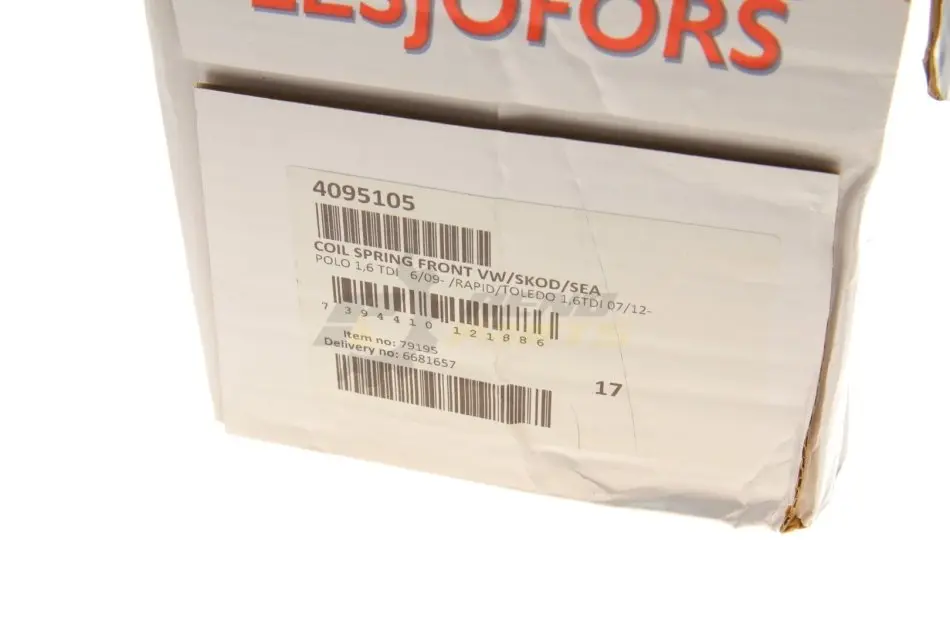 LESJÖFORS
4095105
COIL SPRING FRONT VW/SKOD/SEA
POLO 1,6 TDI 6/09- /RAPID/TOLEDO 1,6TDI 07/12-
7 394410 121886
Item no: 79195
Delivery no: 6681657
17